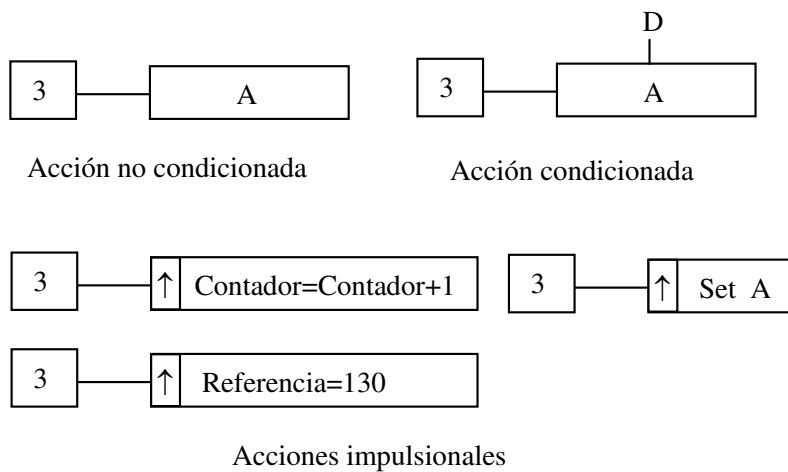 D
3 A
3 A
Acción no condicionada
Acción condicionada
3 ↑ Contador=Contador+1
3 ↑ Set A
3 ↑ Referencia=130
Acciones impulsionales